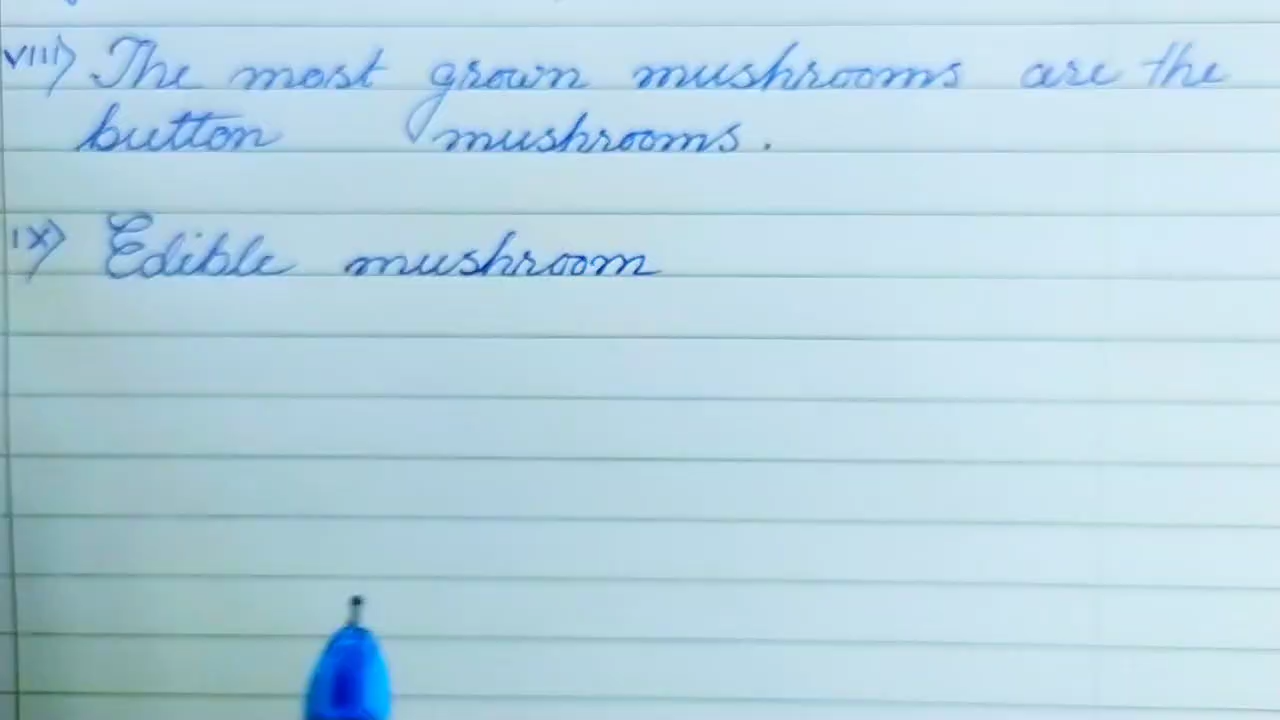 viii) The most grown mushrooms are the
button mushrooms.
ix) Edible mushroom